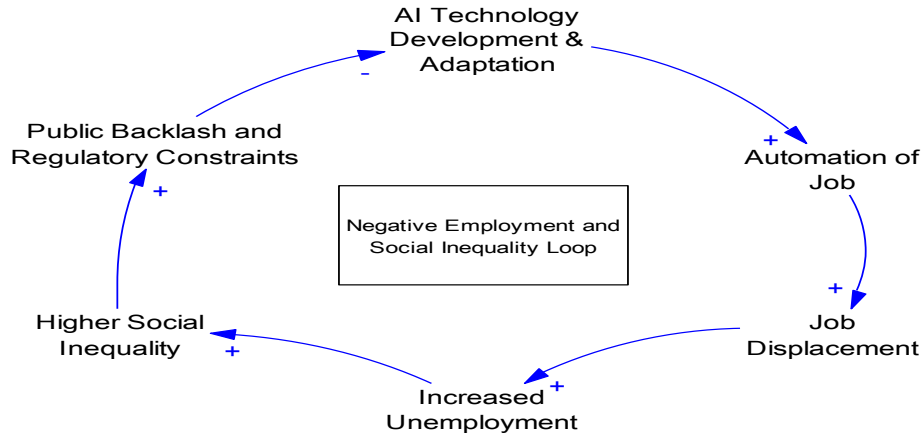 AI Technology
Development &
Adaptation
-
+
Automation of
Job
+
Job
Displacement
+
Increased
Unemployment
+
Higher Social
Inequality
+
Public Backlash and
Regulatory Constraints
Negative Employment and
Social Inequality Loop